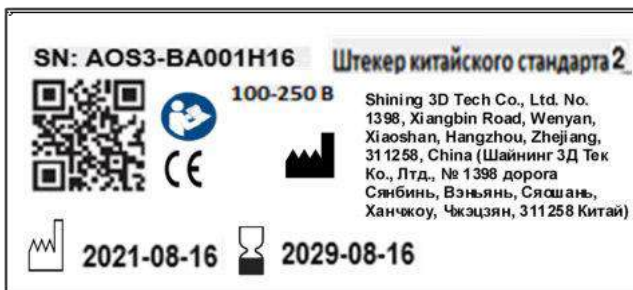 SN: AOS3-BA001H16
Штекер китайского стандарта 2
100-250 В
Shining 3D Tech Co., Ltd. No.
1398, Xiangbin Road, Wenyan,
Xiaoshan, Hangzhou, Zhejiang,
311258, China (Шайнинг 3Д Тек
Ко., Лтд., № 1398 дорога
Сянбинь, Вэньянь, Сяошань,
Ханчжоу, Чжэцзян, 311258 Китай)
CE
2021-08-16
2029-08-16